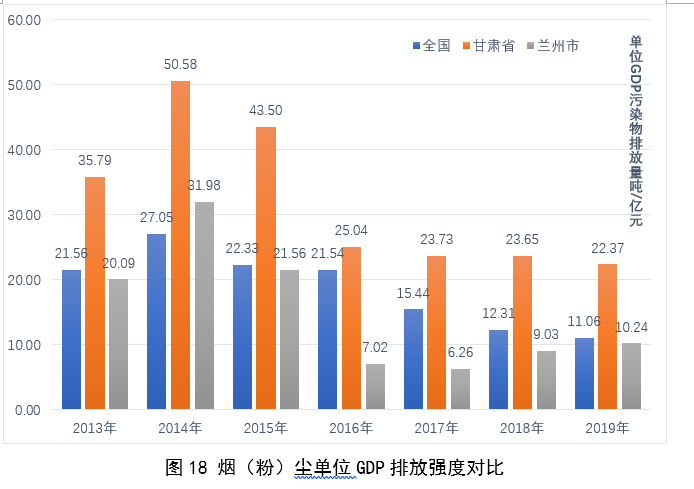 60.00
50.00
40.00
30.00
20.00
10.00
0.00
全国 甘肃省 兰州市
单位GDP污染物排放量吨/亿元
21.56 35.79 20.09
27.05 50.58 31.98
22.33 43.50 21.56
21.54 25.04 7.02
15.44 23.73 6.26
12.31 23.65 9.03
11.06 22.37 10.24
2013年 2014年 2015年 2016年 2017年 2018年 2019年
图18 烟（粉）尘单位GDP排放强度对比